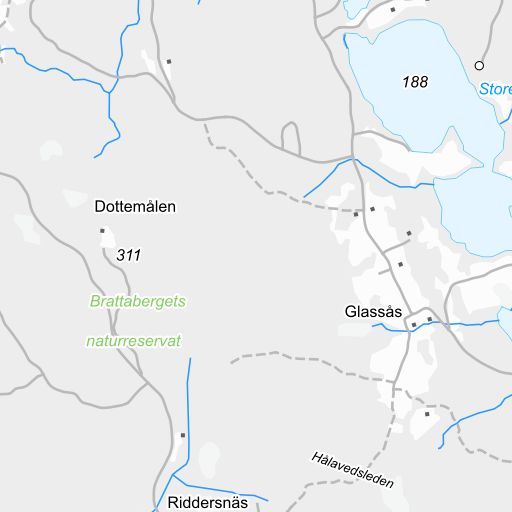 188
Store
Dottemålen
311
Brattabergets
naturreservat
Glassås
Hålavedsleden
Riddersnäs